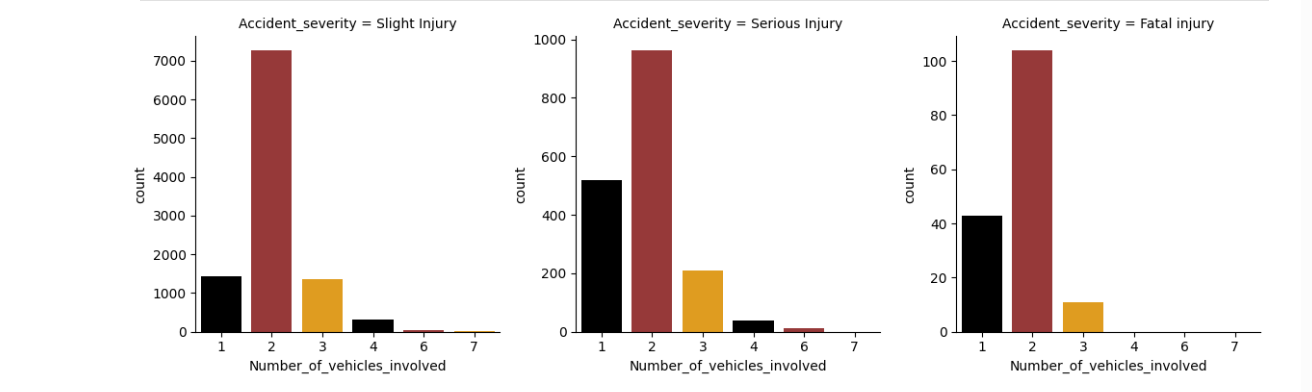 Accident_severity = Slight Injury
7000
6000
5000
4000
3000
2000
1000
0
count
1 2 3 4 6 7
Number_of_vehicles_involved
Accident_severity = Serious Injury
1000
800
600
400
200
0
count
1 2 3 4 6 7
Number_of_vehicles_involved
Accident_severity = Fatal injury
100
80
60
40
20
0
count
1 2 3 4 6 7
Number_of_vehicles_involved